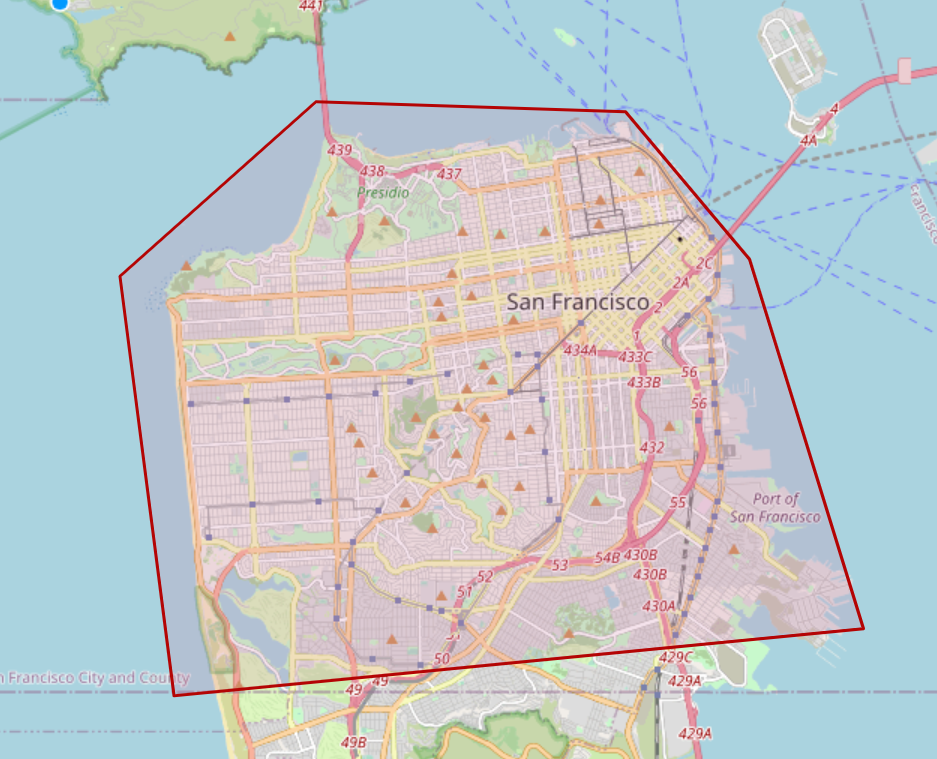 441
4
4A
439
438
437
Presidio
2C
2A
San Francisco
2
1
434A
433C
56
433B
56
432
Port of
San Francisco
55
54B
430B
53
52
430B
51
430A
50
429C
n Francisco City and County
49
49
429A
429A
49B